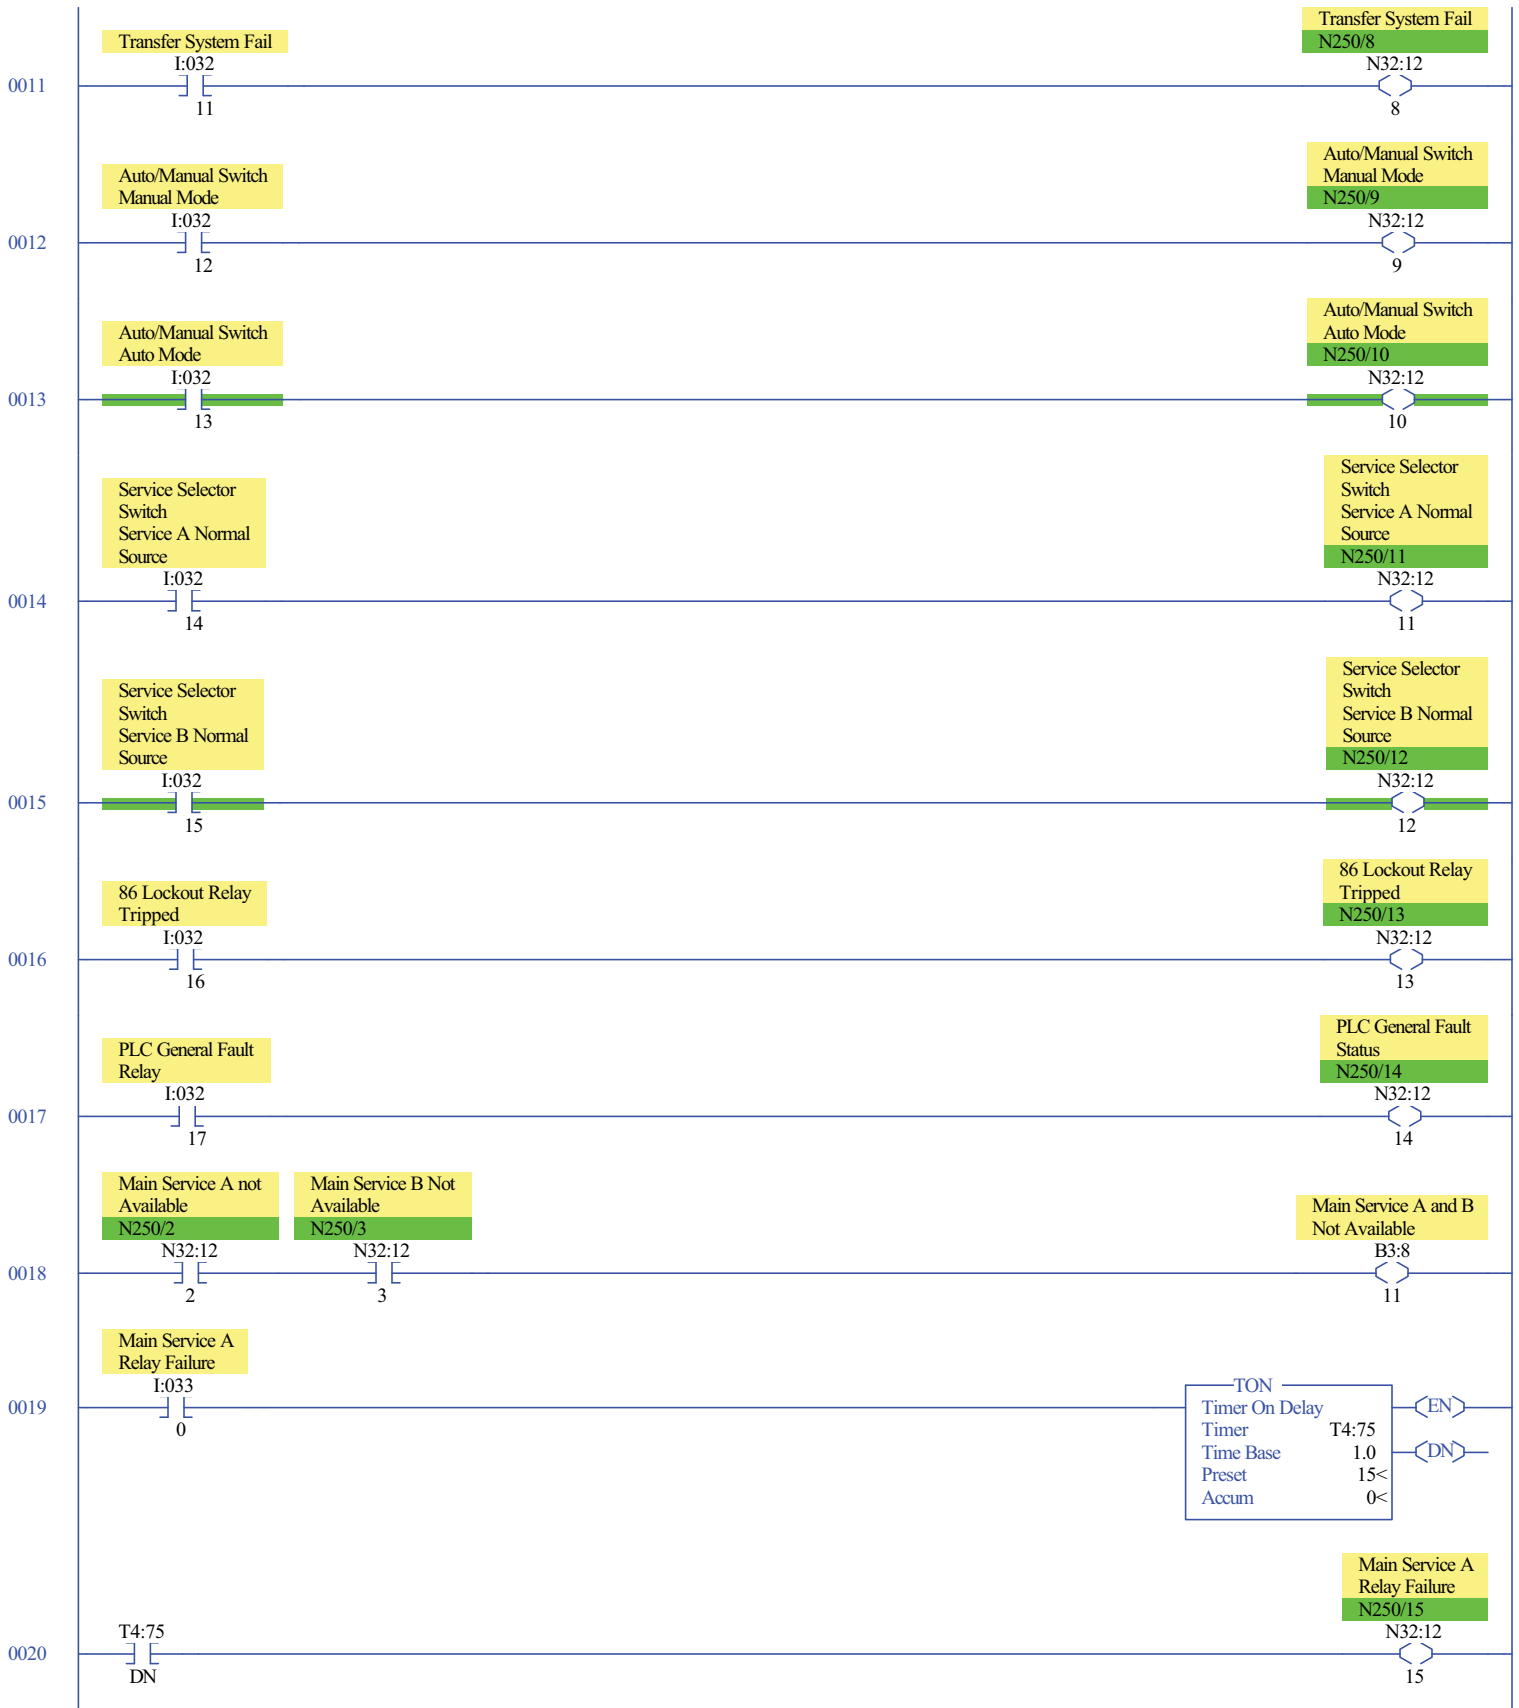 Transfer System Fail
N250/8
Transfer System Fail
I:032
N32:12
0011
11
8
Auto/Manual Switch
Manual Mode
N250/9
Auto/Manual Switch
Manual Mode
I:032
N32:12
0012
12
9
Auto/Manual Switch
Auto Mode
N250/10
Auto/Manual Switch
Auto Mode
I:032
N32:12
0013
13
10
Service Selector
Switch
Service A Normal
Source
N250/11
Service Selector
Switch
Service A Normal
Source
I:032
N32:12
0014
14
11
Service Selector
Switch
Service B Normal
Source
N250/12
Service Selector
Switch
Service B Normal
Source
I:032
N32:12
0015
15
12
86 Lockout Relay
Tripped
N250/13
86 Lockout Relay
Tripped
I:032
N32:12
0016
16
13
PLC General Fault
Status
N250/14
PLC General Fault
Relay
I:032
N32:12
0017
17
14
Main Service A not
Available
N250/2
N32:12
Main Service B Not
Available
N250/3
N32:12
Main Service A and B
Not Available
B3:8
0018
2
3
11
Main Service A
Relay Failure
I:033
0019
0
TON
Timer On Delay
Timer T4:75
Time Base 1.0
Preset 15<
Accum 0<
EN
DN
Main Service A
Relay Failure
N250/15
T4:75
N32:12
0020
DN
15